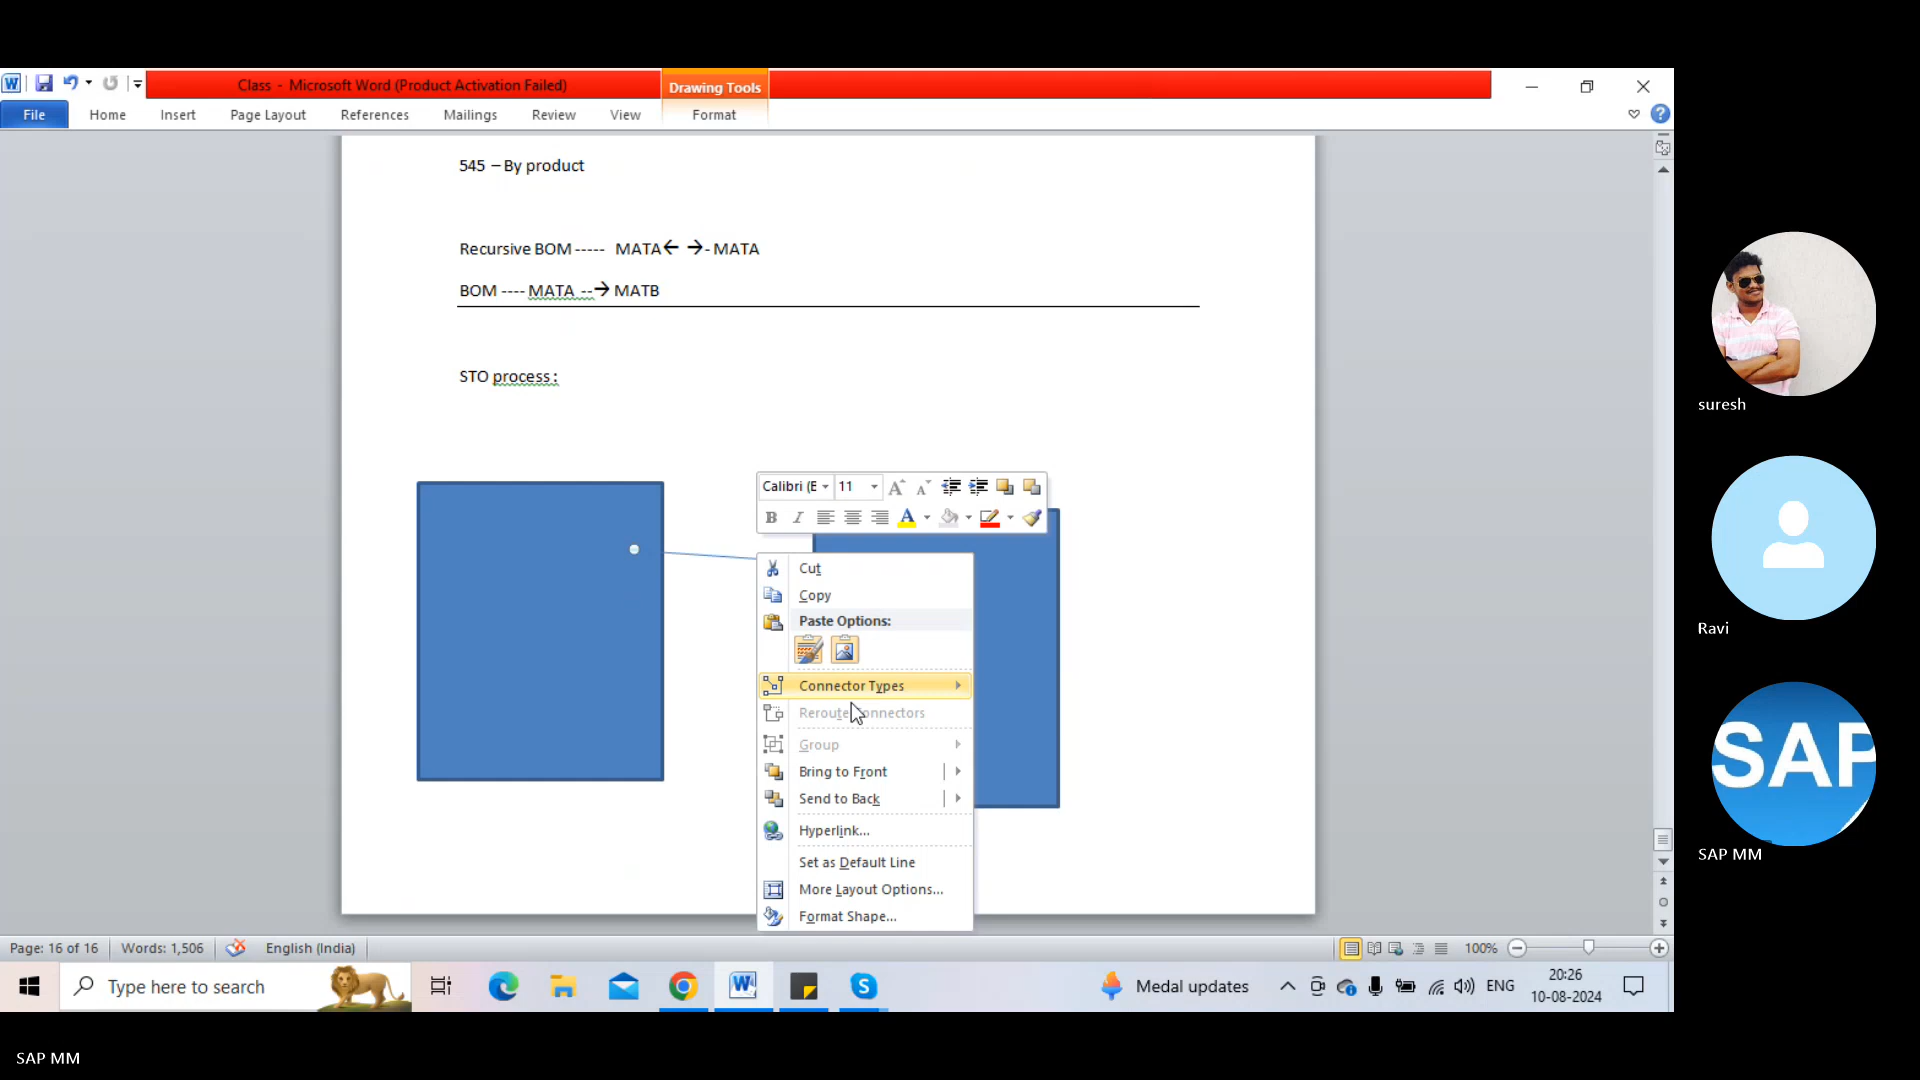 Class - Microsoft Word (Product Activation Failed)
Drawing Tools
File Home Insert Page Layout References Mailings Review View Format
545 – By product
Recursive BOM ----- MATA← →- MATA
BOM ---- MATA --→ MATB
STO process :
Calibri (E 11
Cut
Copy
Paste Options:
Connector Types
Reroute Connectors
Group
Bring to Front
Send to Back
Hyperlink...
Set as Default Line
More Layout Options...
Format Shape...
suresh
Ravi
SAP
SAP MM
Page: 16 of 16 Words: 1,506 English (India) 100%
Type here to search
Medal updates
ENG
20:26
10-08-2024
SAP MM